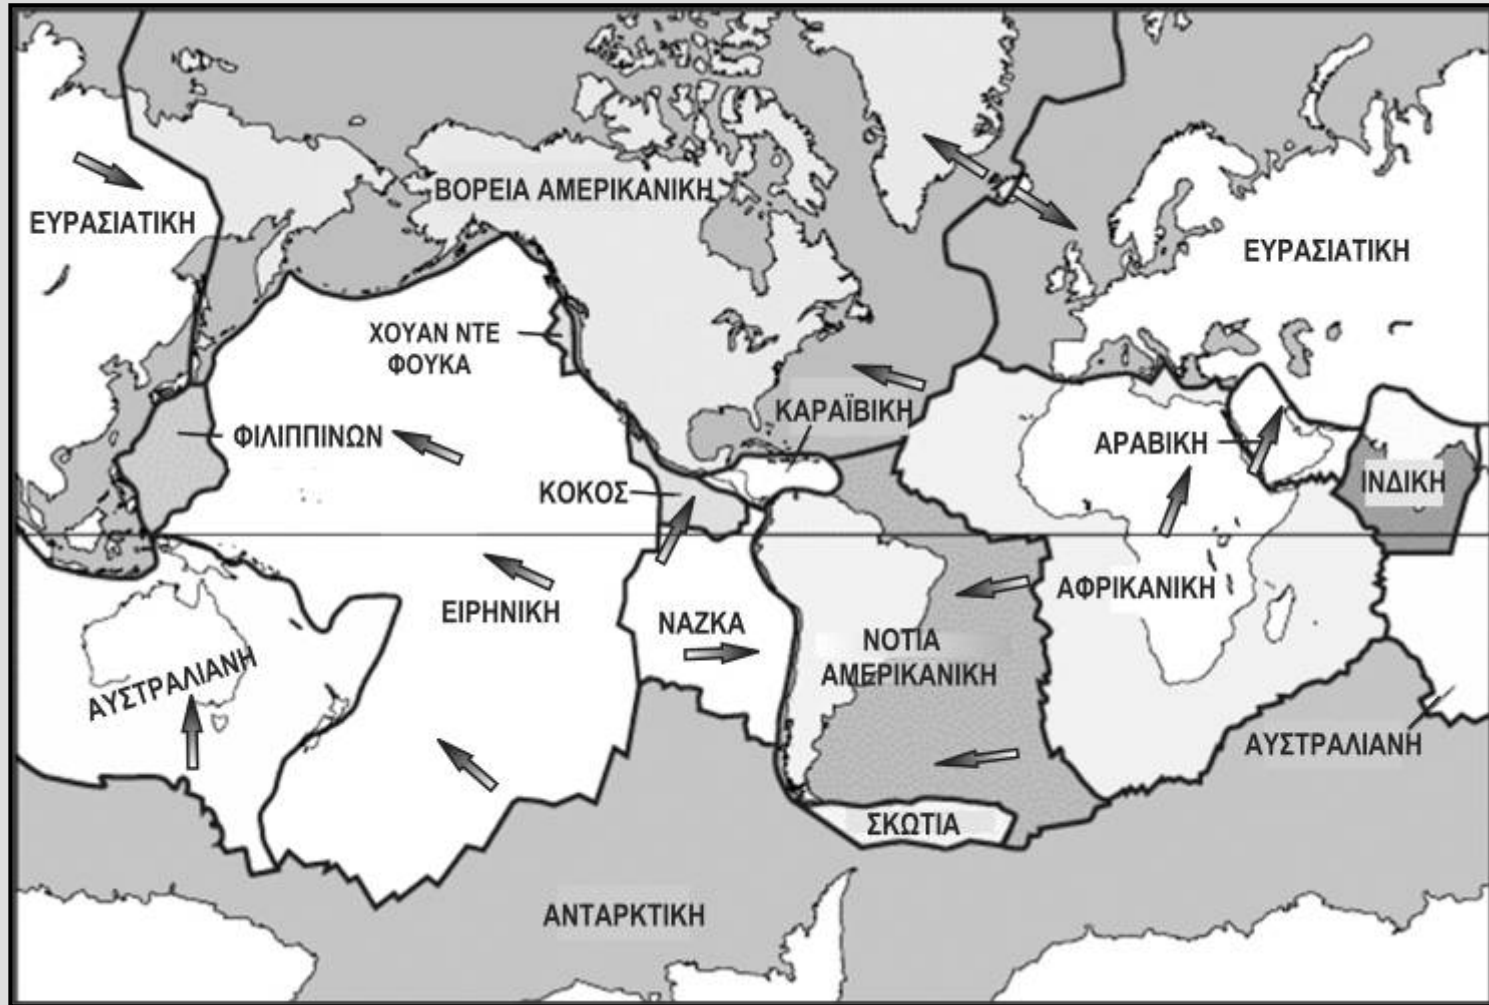 ΒΟΡΕΙΑ ΑΜΕΡΙΚΑΝΙΚΗ
ΕΥΡΑΣΙΑΤΙΚΗ
ΕΥΡΑΣΙΑΤΙΚΗ
ΧΟΥΑΝ ΝΤΕ
ΦΟΥΚΑ
ΚΑΡΑΪΒΙΚΗ
ΦΙΛΙΠΠΙΝΩΝ
ΑΡΑΒΙΚΗ
ΙΝΔΙΚΗ
ΚΟΚΟΣ
ΑΦΡΙΚΑΝΙΚΗ
ΕΙΡΗΝΙΚΗ
ΝΑΖΚΑ
ΝΟΤΙΑ
ΑΜΕΡΙΚΑΝΙΚΗ
ΑΥΣΤΡΑΛΙΑΝΗ
ΑΥΣΤΡΑΛΙΑΝΗ
ΣΚΩΤΙΑ
ΑΝΤΑΡΚΤΙΚΗ